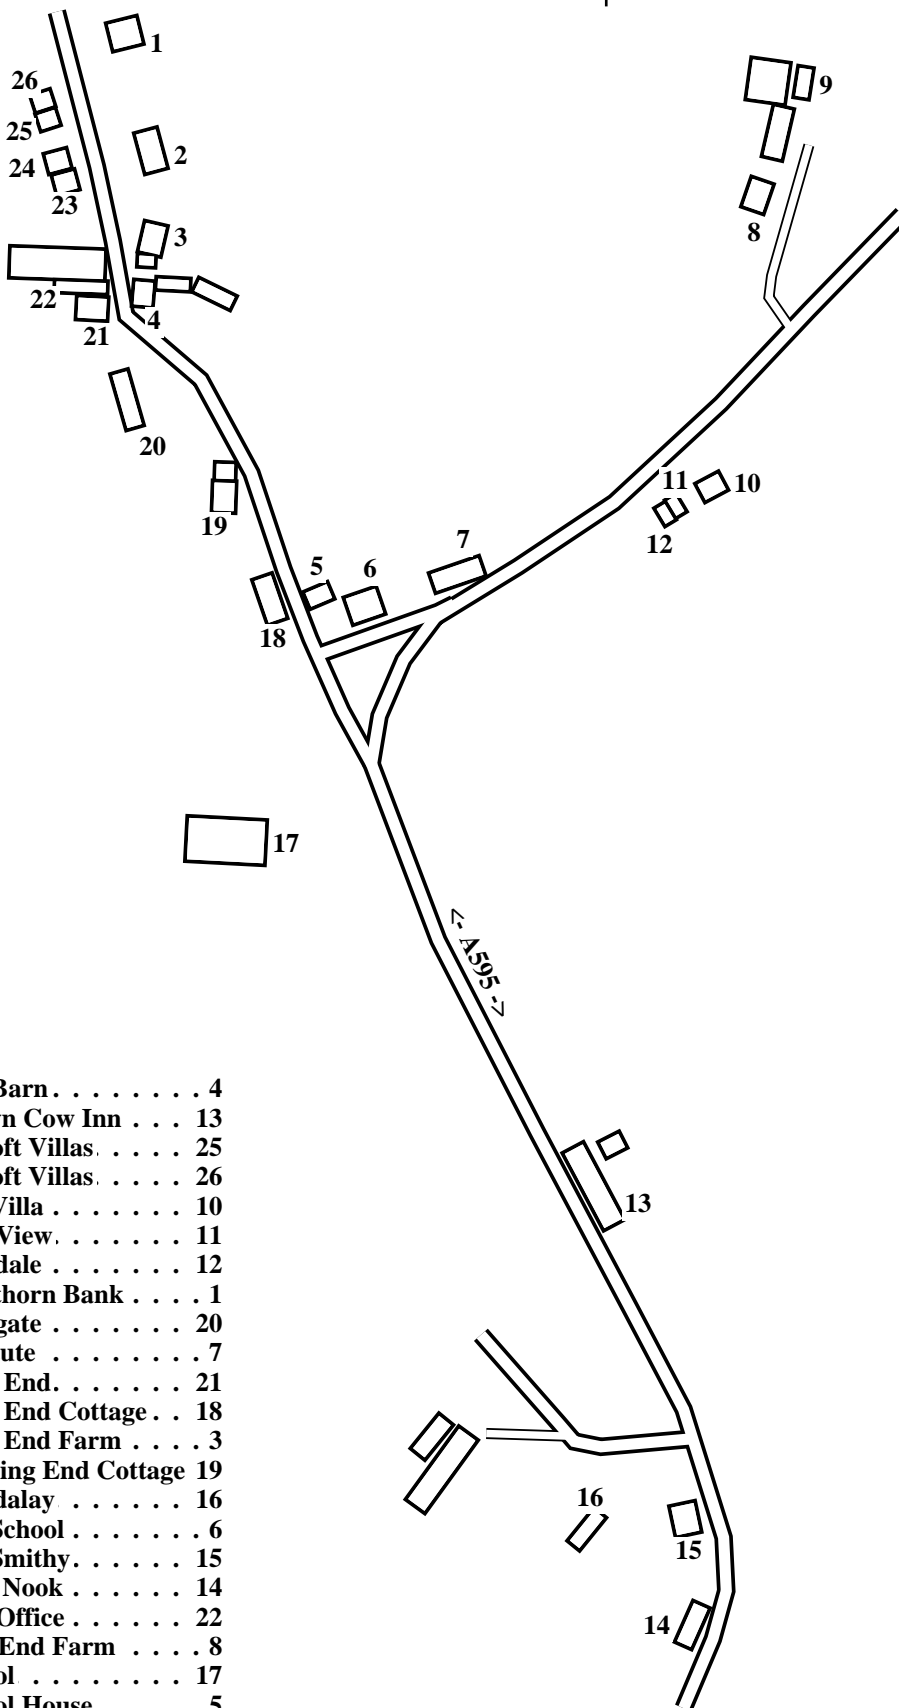 1
26
9
25
2
24
23
3
8
22
4
21
20
11
10
19
12
7
5
6
18
17
<- A595 ->
Barn . . . . . . . . 4
n Cow Inn . . . 13
oft Villas . . . . . 25
oft Villas . . . . . 26
Villa . . . . . . . 10
View . . . . . . . 11
dale . . . . . . . 12
thorn Bank . . . . 1
gate . . . . . . . 20
ute . . . . . . . . 7
End . . . . . . . 21
End Cottage . . 18
End Farm . . . . 3
ing End Cottage 19
dalay . . . . . . . 16
School . . . . . . . 6
Smithy . . . . . . 15
Nook . . . . . . 14
Office . . . . . . 22
End Farm . . . . 8
ol . . . . . . . . . 17
ol House 5
13
16
15
14